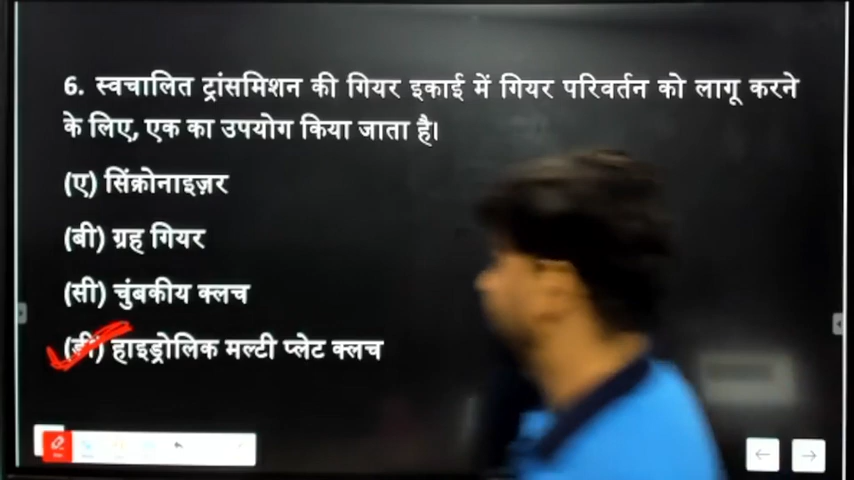 6. स्वचालित ट्रांसमिशन की गियर इकाई में गियर परिवर्तन को लागू करने
के लिए, एक का उपयोग किया जाता है।
(ए) सिंक्रोनाइज़र
(बी) ग्रह गियर
(सी) चुंबकीय क्लच
(डी) हाइड्रोलिक मल्टी प्लेट क्लच